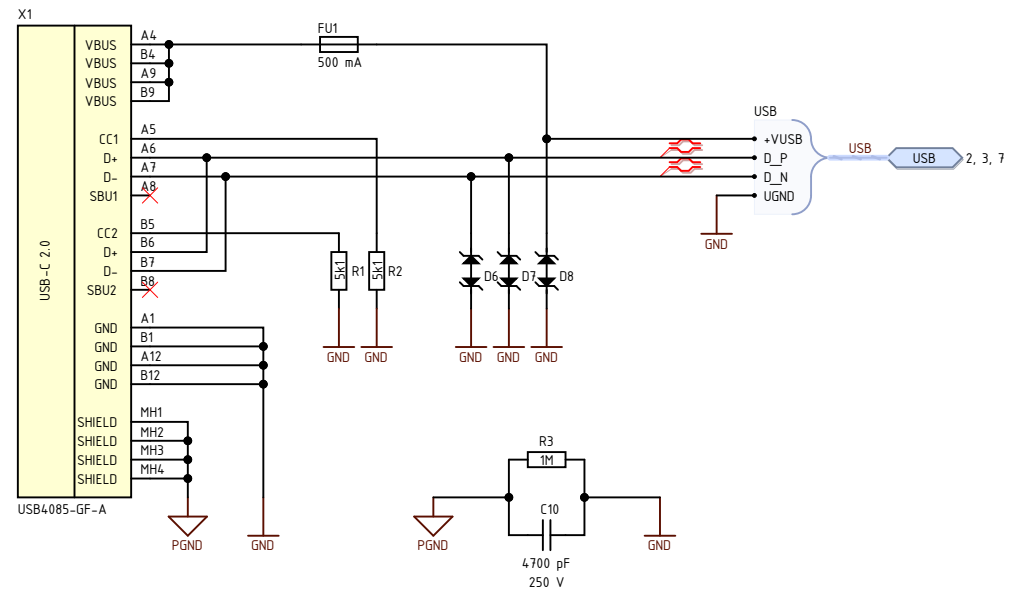 X1
USB-C 2.0
VBUS A4
VBUS B4
VBUS A9
VBUS B9
CC1 A5
D+ A6
D- A7
SBU1 A8
CC2 B5
D+ B6
D- B7
SBU2 B8
GND A1
GND B1
GND A12
GND B12
SHIELD MH1
SHIELD MH2
SHIELD MH3
SHIELD MH4
USB4085-GF-A
PGND
GND
FU1
500 mA
5k1 R1
5k1 R2
GND
GND
D6
D7
D8
GND
GND
GND
USB
+VUSB
D_P
D_N
UGND
GND
USB
USB
2, 3, 7
R3
1M
C10
4700 pF
250 V
PGND
GND